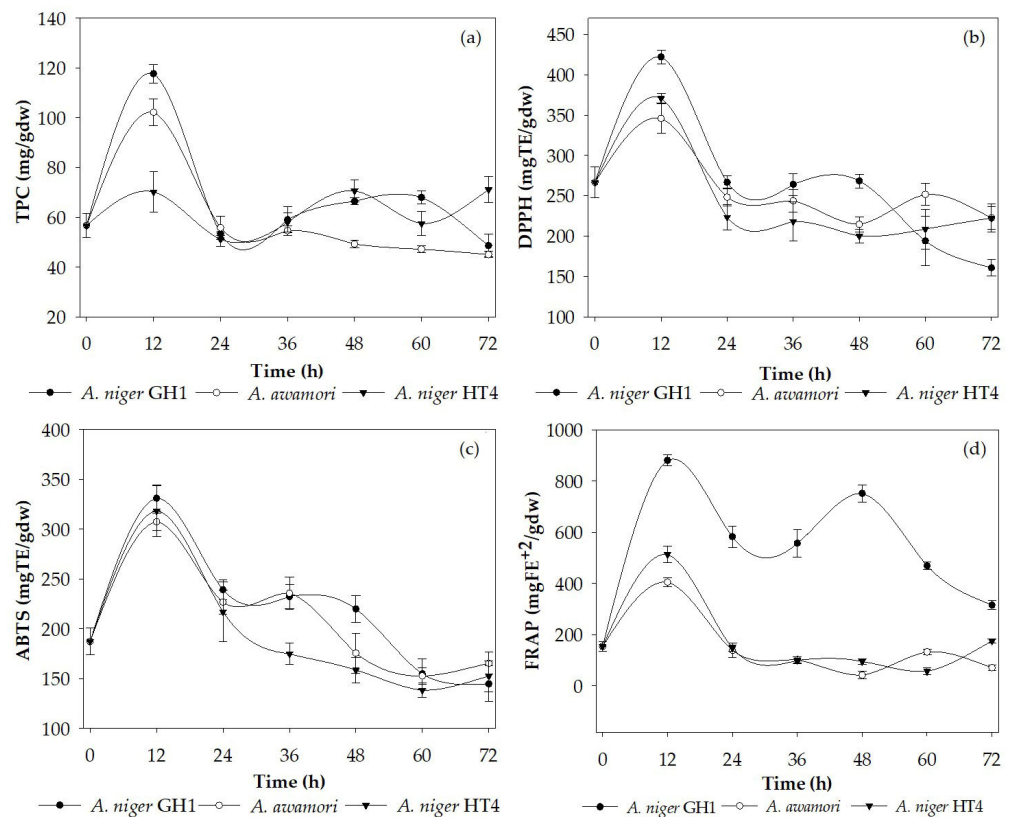 (a)
TPC (mg/gdw)
140
120
100
80
60
40
20
0 12 24 36 48 60 72
Time (h)
A. niger GH1 A. awamori A. niger HT4
(b)
DPPH (mgTE/gdw)
450
400
350
300
250
200
150
100
0 12 24 36 48 60 72
Time (h)
A. niger GH1 A. awamori A. niger HT4
(c)
ABTS (mgTE/gdw)
400
350
300
250
200
150
100
0 12 24 36 48 60 72
Time (h)
A. niger GH1 A. awamori A. niger HT4
(d)
FRAP (mgFE+2/gdw)
1000
800
600
400
200
0
0 12 24 36 48 60 72
Time (h)
A. niger GH1 A. awamori A. niger HT4